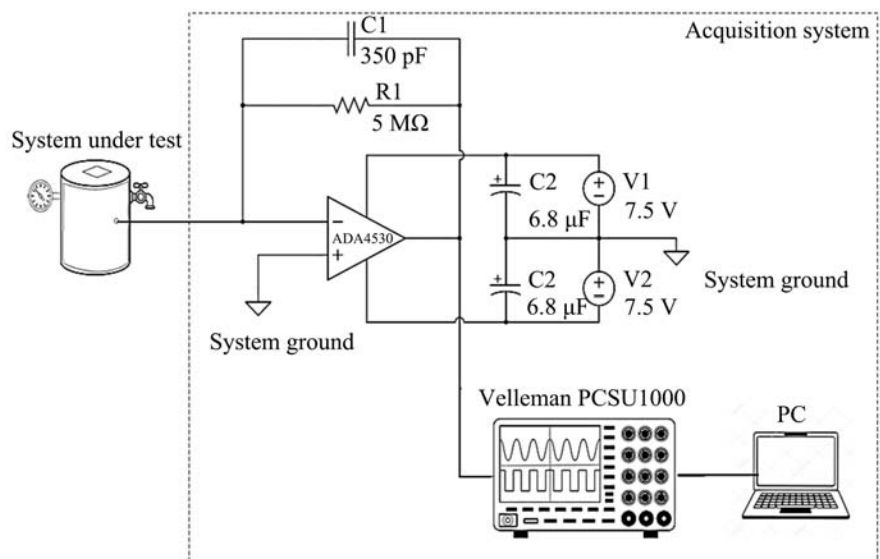 C1
350 pF
Acquisition system
R1
5 MΩ
System under test
C2
6.8 µF
V1
7.5 V
ADA4530
System ground
C2
6.8 µF
V2
7.5 V
System ground
Velleman PCSU1000
PC